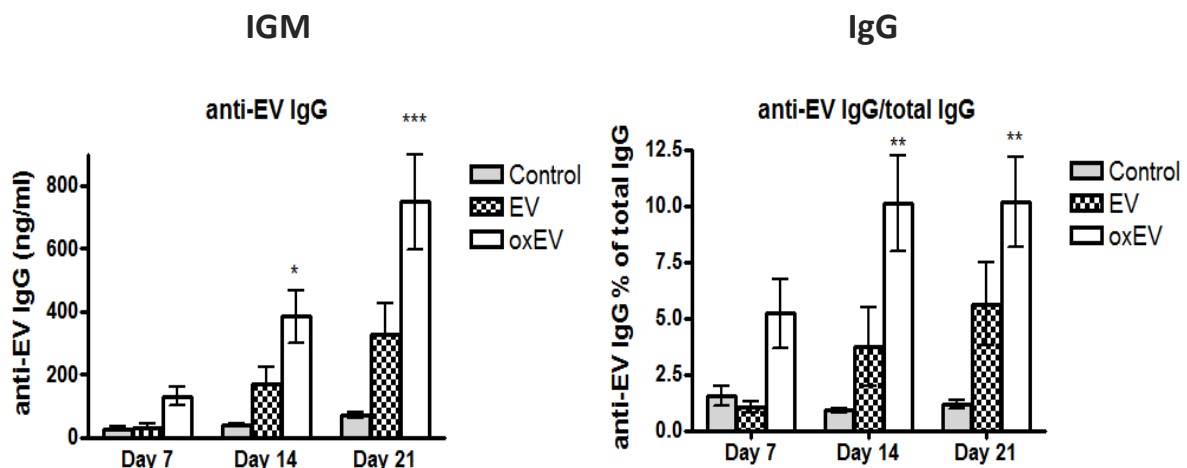 IGM
IgG
anti-EV IgG
***
*
anti-EV IgG (ng/ml)
800
600
400
200
0
Day 7 Day 14 Day 21
Control
EV
oxEV
anti-EV IgG/total IgG
** **
anti-EV IgG % of total IgG
12.5
10.0
7.5
5.0
2.5
0.0
Day 7 Day 14 Day 21
Control
EV
oxEV